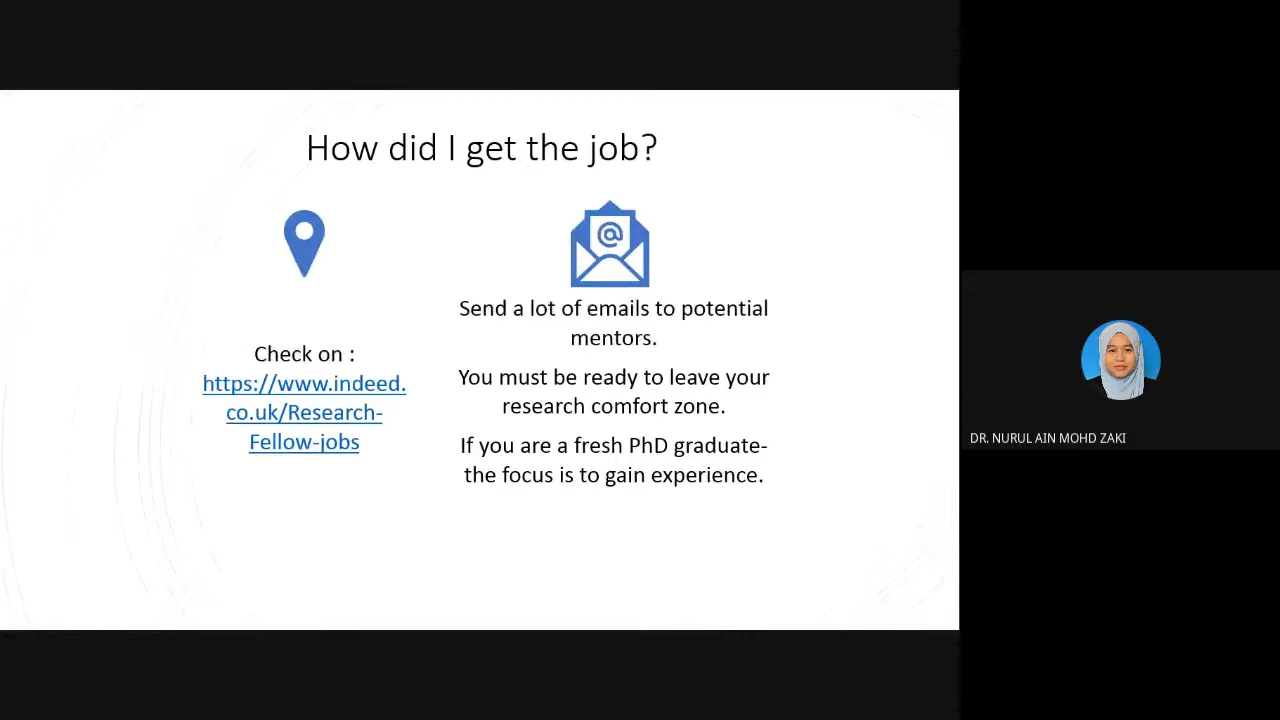 How did I get the job?
Check on :
https://www.indeed.
co.uk/Research-
Fellow-jobs
Send a lot of emails to potential
mentors.
You must be ready to leave your
research comfort zone.
If you are a fresh PhD graduate-
the focus is to gain experience.
DR. NURUL AIN MOHD ZAKI